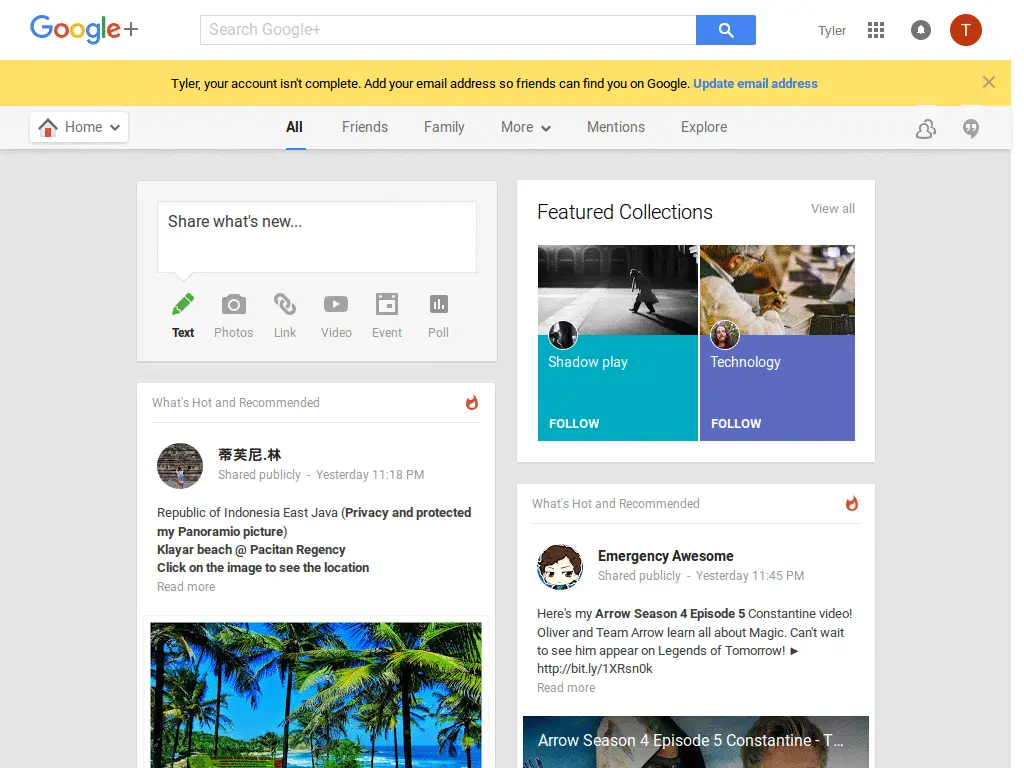 Google+
Search Google+
Tyler
T
Tyler, your account isn't complete. Add your email address so friends can find you on Google. Update email address
Home
All
Friends
Family
More
Mentions
Explore
Share what's new...
Text
Photos
Link
Video
Event
Poll
What's Hot and Recommended
蒂芙尼.林
Shared publicly - Yesterday 11:18 PM
Republic of Indonesia East Java (Privacy and protected
my Panoramio picture)
Klayar beach @ Pacitan Regency
Click on the image to see the location
Read more
Featured Collections
View all
Shadow play
FOLLOW
Technology
FOLLOW
What's Hot and Recommended
Emergency Awesome
Shared publicly - Yesterday 11:45 PM
Here's my Arrow Season 4 Episode 5 Constantine video!
Oliver and Team Arrow learn all about Magic. Can't wait
to see him appear on Legends of Tomorrow! ►
http://bit.ly/1XRsn0k
Read more
Arrow Season 4 Episode 5 Constantine - T...